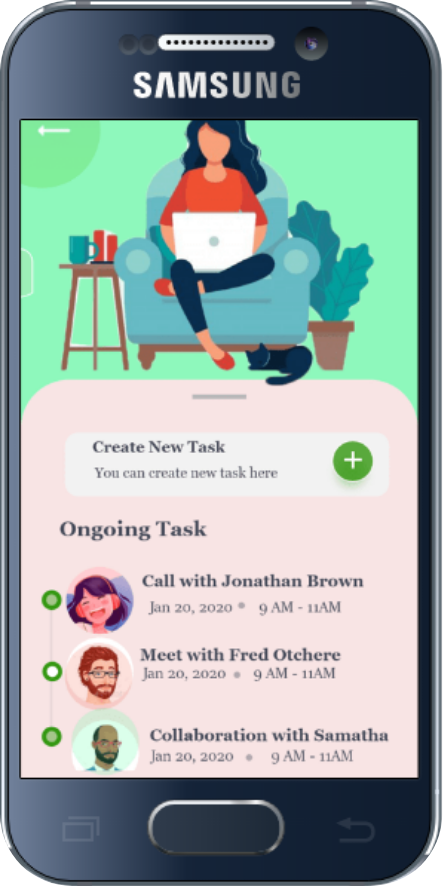 SAMSUNG
Create New Task
You can create new task here
Ongoing Task
Call with Jonathan Brown
Jan 20, 2020 • 9 AM - 11AM
Meet with Fred Otchere
Jan 20, 2020 • 9 AM - 11AM
Collaboration with Samatha
Jan 20, 2020 • 9 AM - 11AM